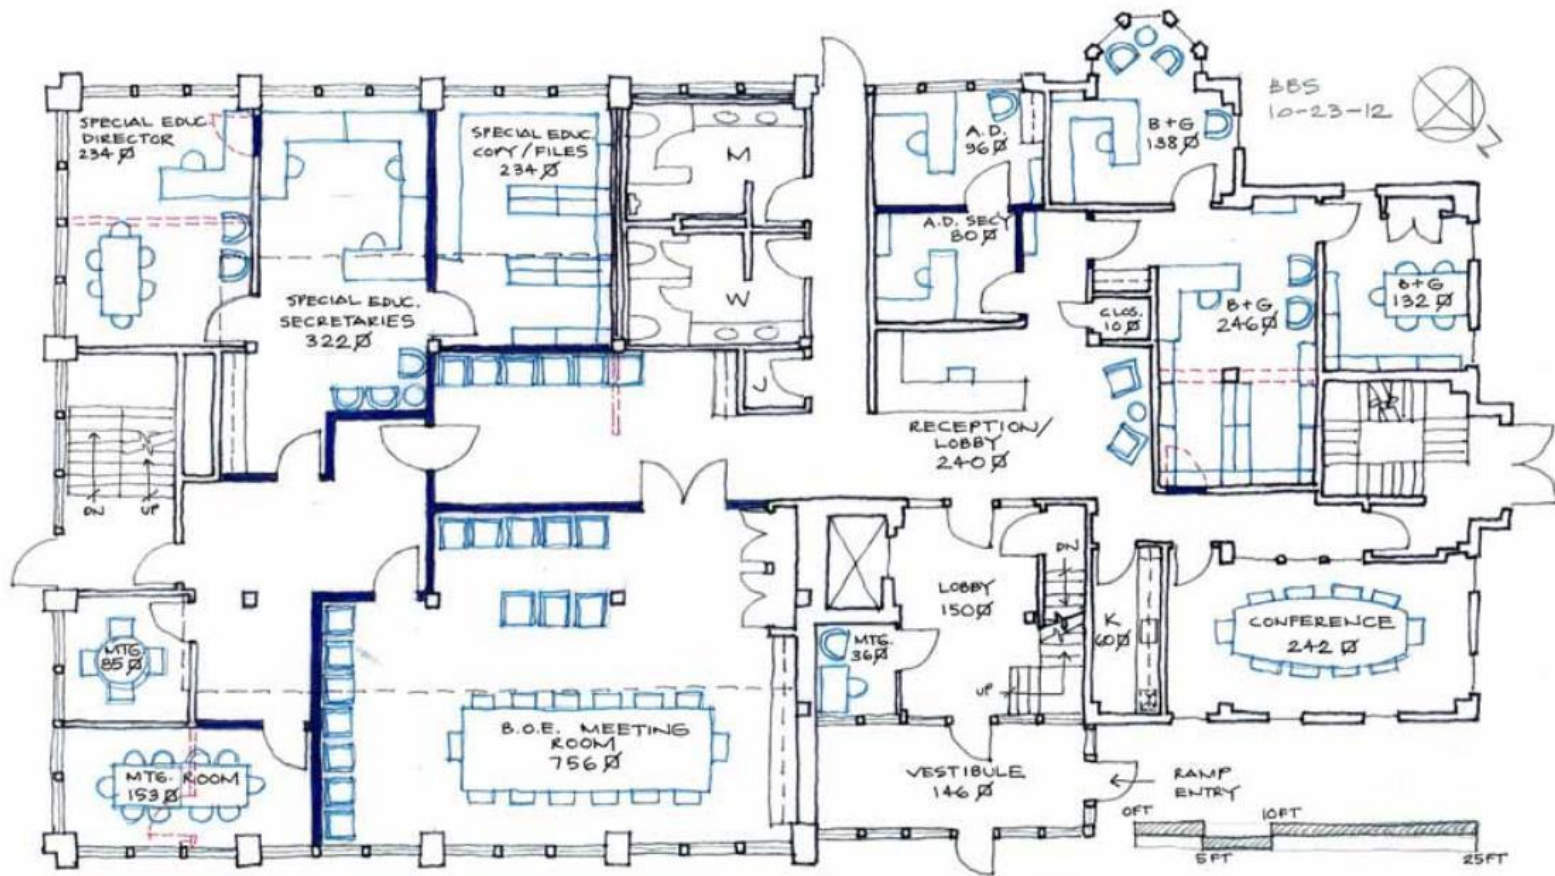 BBS
10-23-12
N
SPECIAL EDUC.
DIRECTOR
234 Ø
SPECIAL EDUC.
COPY/FILES
234 Ø
M
A.D.
96 Ø
B+G
138 Ø
A.D. SEC'Y
80 Ø
SPECIAL EDUC.
SECRETARIES
322 Ø
W
CLOS.
10 Ø
B+G
246 Ø
B+G
132 Ø
J
RECEPTION/
LOBBY
240 Ø
DN
UP
DN
LOBBY
150 Ø
K
60 Ø
CONFERENCE
242 Ø
MTG.
85 Ø
MTG.
36 Ø
UP
B.O.E. MEETING
ROOM
756 Ø
MTG. ROOM
153 Ø
VESTIBULE
146 Ø
RAMP
ENTRY
0FT
10FT
5FT
25FT